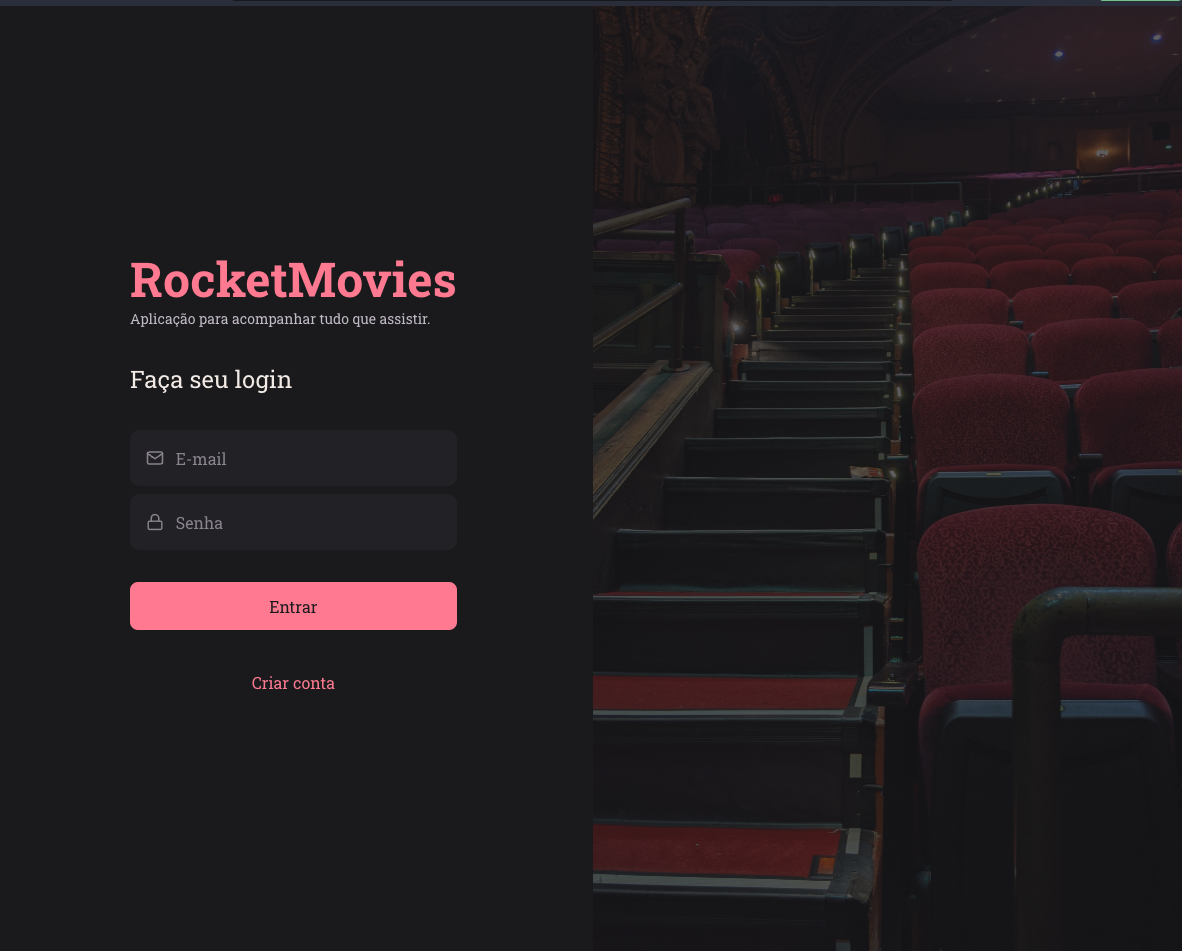 RocketMovies
Aplicação para acompanhar tudo que assistir.
Faça seu login
E-mail
Senha
Entrar
Criar conta